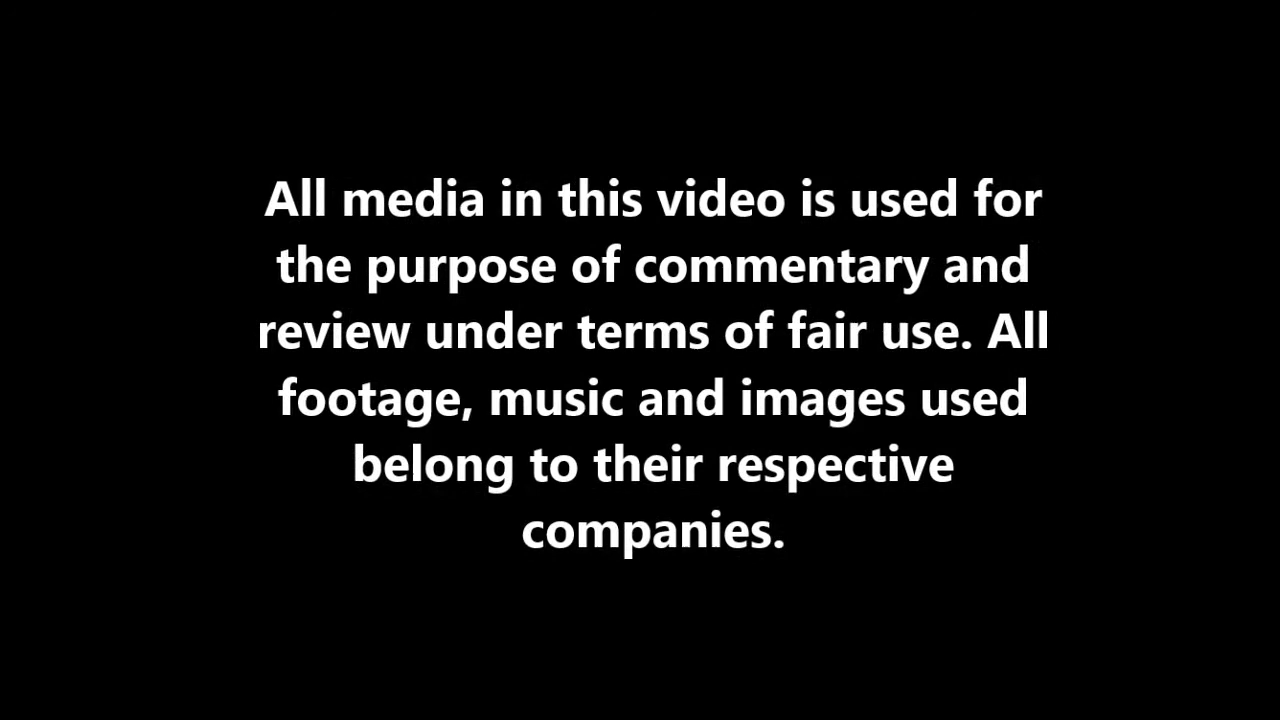 All media in this video is used for
the purpose of commentary and
review under terms of fair use. All
footage, music and images used
belong to their respective
companies.